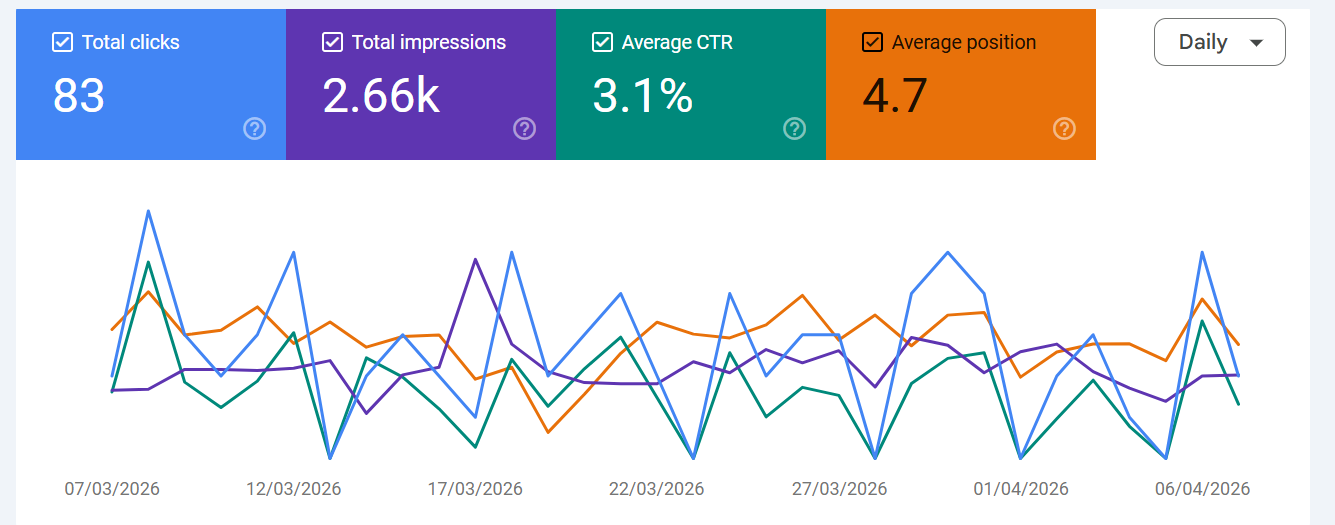 Total clicks
83
Total impressions
2.66k
Average CTR
3.1%
Average position
4.7
Daily
07/03/2026 12/03/2026 17/03/2026 22/03/2026 27/03/2026 01/04/2026 06/04/2026